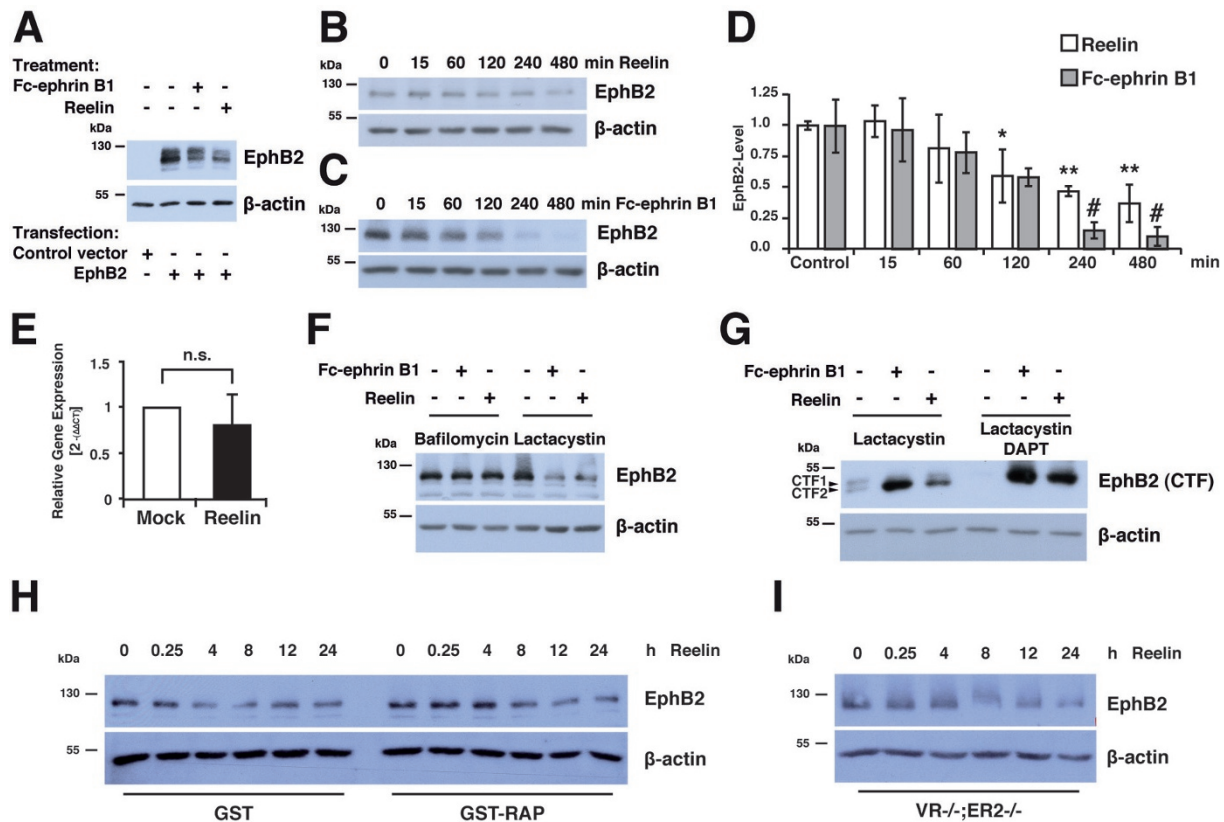 A
Treatment:
Fc-ephrin B1 - - + -
Reelin - - - +
kDa
130
EphB2
55
β-actin
Transfection:
Control vector + - - -
EphB2 - + + +
B
kDa 0 15 60 120 240 480 min Reelin
130
EphB2
55
β-actin
C
kDa 0 15 60 120 240 480 min Fc-ephrin B1
130
EphB2
55
β-actin
D
Reelin
Fc-ephrin B1
EphB2-Level
1.25
1.0
0.75
0.5
0.25
0.0
* ** # ** #
Control 15 60 120 240 480 min
E
Relative Gene Expression
[2 -(ΔΔCT)]
n.s.
1.5
1
0.5
0
Mock Reelin
F
Fc-ephrin B1 - + - - + -
Reelin - - + - - +
Bafilomycin Lactacystin
kDa
130
EphB2
55
β-actin
G
Fc-ephrin B1 - + - - + -
Reelin - - + - - +
Lactacystin Lactacystin
DAPT
kDa
55
CTF1
CTF2
EphB2 (CTF)
55
β-actin
H
0 0.25 4 8 12 24 0 0.25 4 8 12 24 h Reelin
kDa
130
EphB2
55
β-actin
GST GST-RAP
I
0 0.25 4 8 12 24 h Reelin
kDa
130
EphB2
55
β-actin
VR-/-;ER2-/-